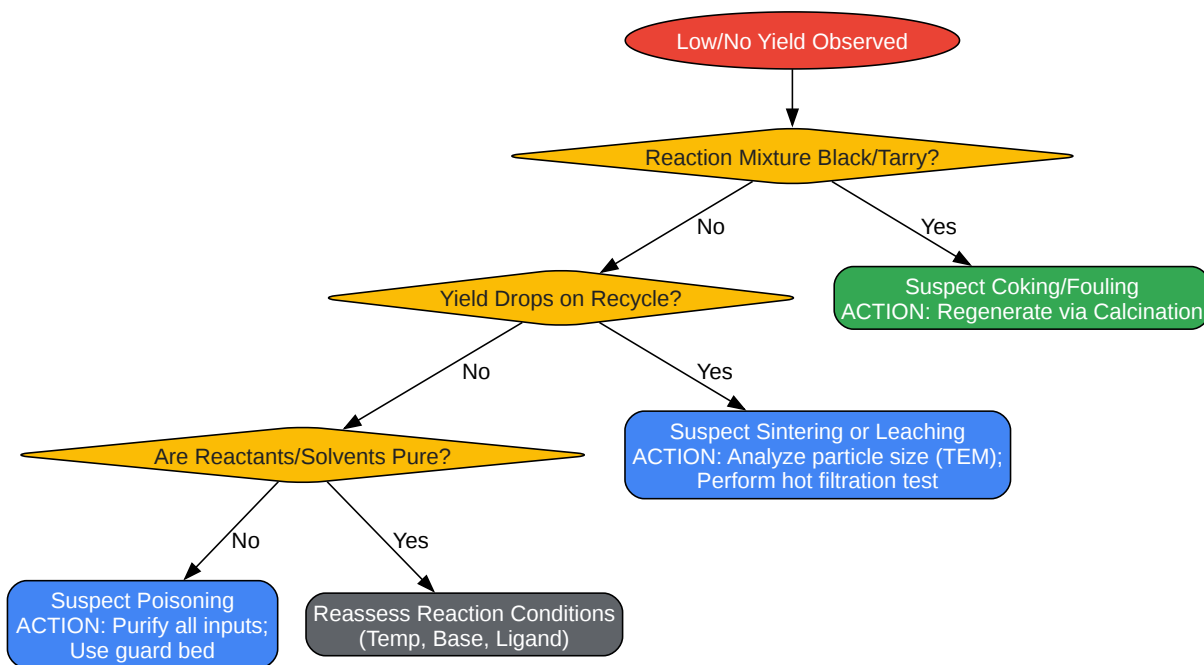 Low/No Yield Observed
Reaction Mixture Black/Tarry?
No
Yes
Yield Drops on Recycle?
Suspect Coking/Fouling
ACTION: Regenerate via Calcination
No
Yes
Are Reactants/Solvents Pure?
Suspect Sintering or Leaching
ACTION: Analyze particle size (TEM);
Perform hot filtration test
No
Yes
Suspect Poisoning
ACTION: Purify all inputs;
Use guard bed
Reassess Reaction Conditions
(Temp, Base, Ligand)